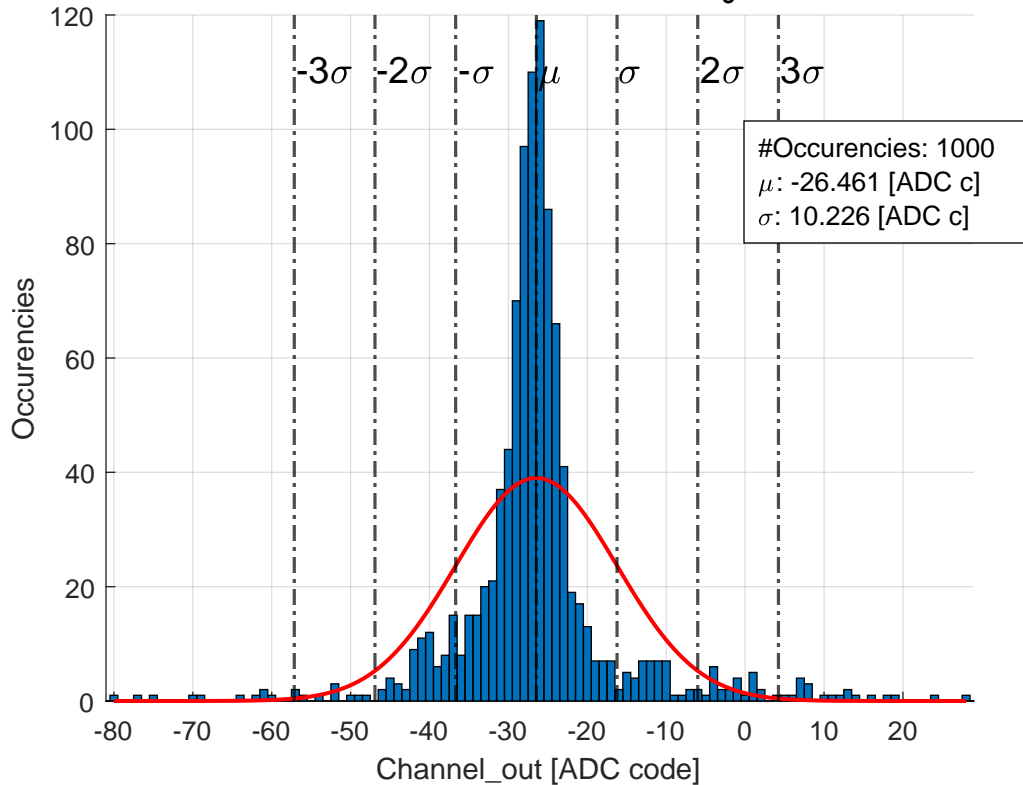 120
100
80
60
40
20
0
-3σ
-2σ
-σ
μ
σ
2σ
3σ
#Occurencies: 1000
μ: -26.461 [ADC c]
σ: 10.226 [ADC c]
Occurencies
-80
-70
-60
-50
-40
-30
-20
-10
0
10
20
Channel_out [ADC code]